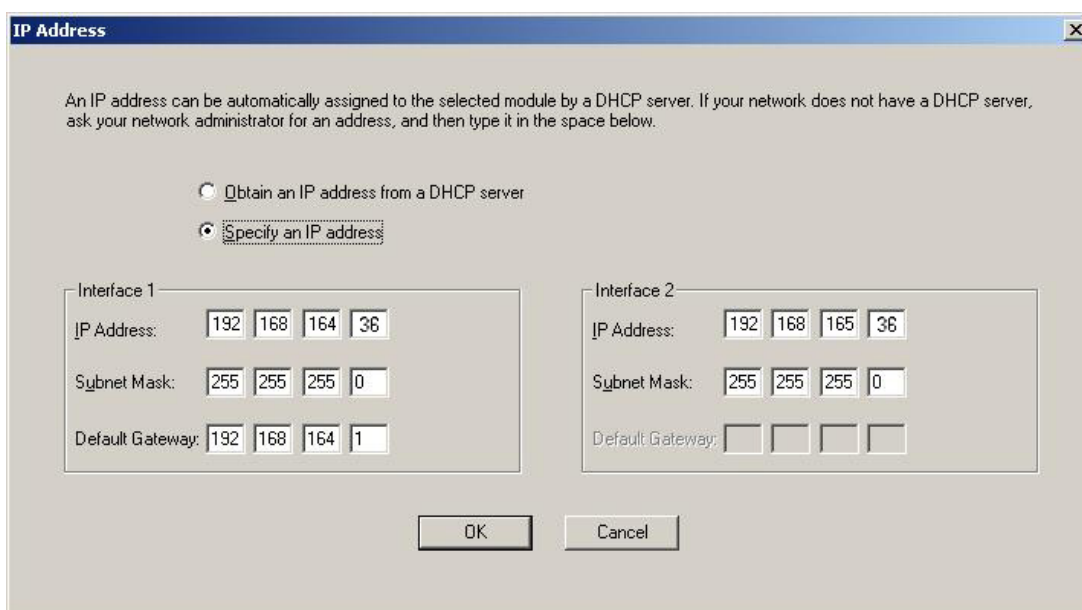 IP Address
An IP address can be automatically assigned to the selected module by a DHCP server. If your network does not have a DHCP server,
ask your network administrator for an address, and then type it in the space below.
Obtain an IP address from a DHCP server
Specify an IP address
Interface 1
IP Address: 192 168 164 36
Subnet Mask: 255 255 255 0
Default Gateway: 192 168 164 1
Interface 2
IP Address: 192 168 165 36
Subnet Mask: 255 255 255 0
Default Gateway:
OK
Cancel